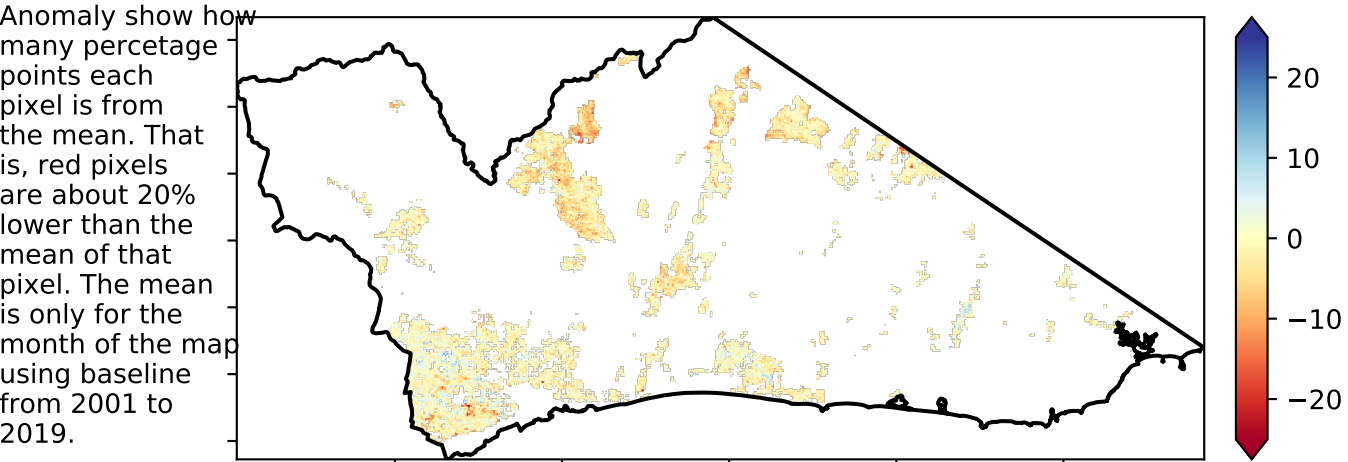 Anomaly show how
many percetage
points each
pixel is from
the mean. That
is, red pixels
are about 20%
lower than the
mean of that
pixel. The mean
is only for the
month of the map
using baseline
from 2001 to
2019.
20
10
0
−10
−20